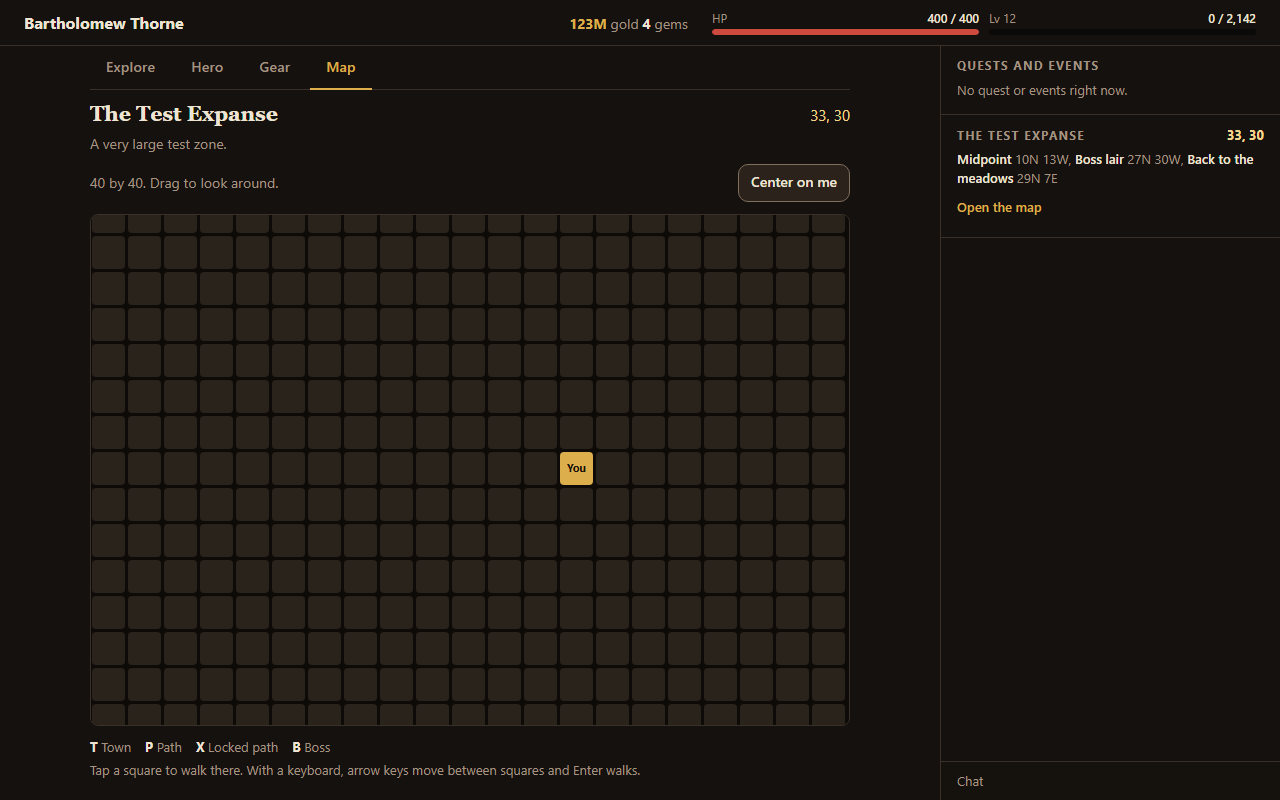 Bartholomew Thorne
123M gold 4 gems
HP 400 / 400
Lv 12 0 / 2,142
Explore Hero Gear Map
The Test Expanse 33, 30
A very large test zone.
40 by 40. Drag to look around.
Center on me
You
T Town P Path X Locked path B Boss
Tap a square to walk there. With a keyboard, arrow keys move between squares and Enter walks.
QUESTS AND EVENTS
No quest or events right now.
THE TEST EXPANSE 33, 30
Midpoint 10N 13W, Boss lair 27N 30W, Back to the
meadows 29N 7E
Open the map
Chat